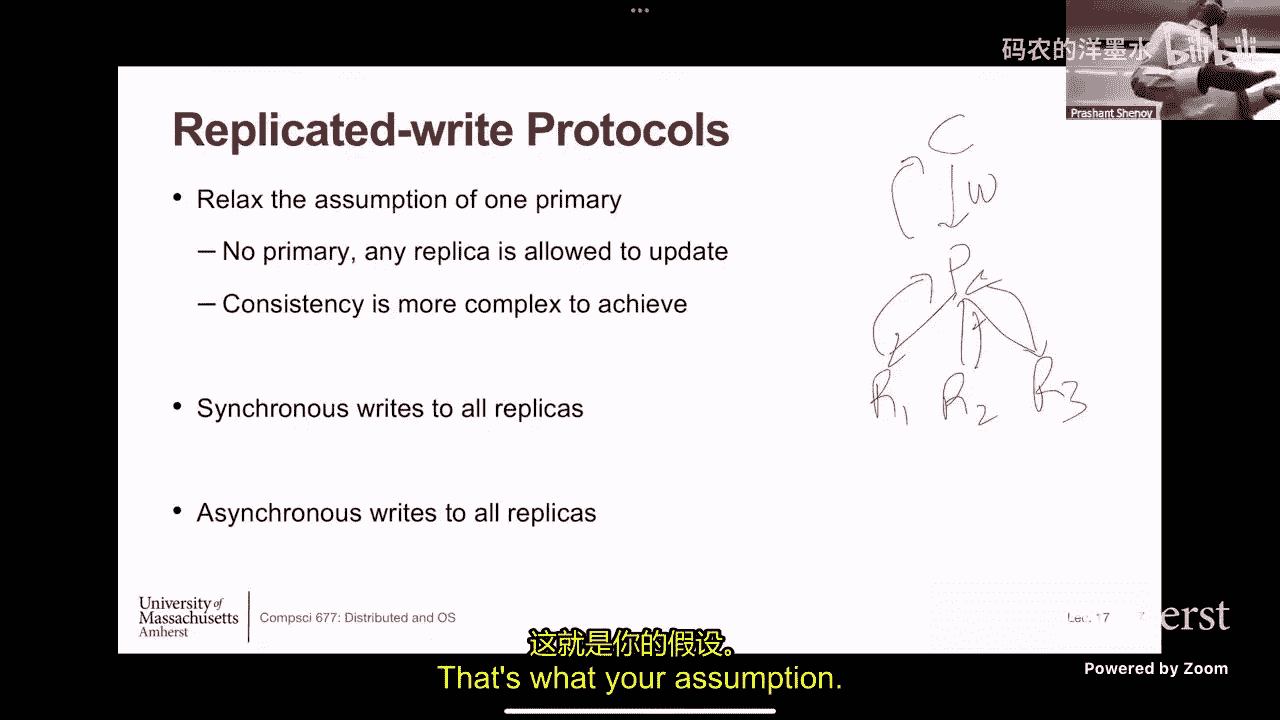 码农的洋墨水 bilibili
Prashant Shenoy
Replicated-write Protocols
C
W
P
R1 R2 R3
• Relax the assumption of one primary
– No primary, any replica is allowed to update
– Consistency is more complex to achieve
• Synchronous writes to all replicas
• Asynchronous writes to all replicas
University of
Massachusetts
Amherst
Compsci 677: Distributed and OS
Lec. 17
7
erst
这就是你的假设。
That's what your assumption.
Powered by Zoom